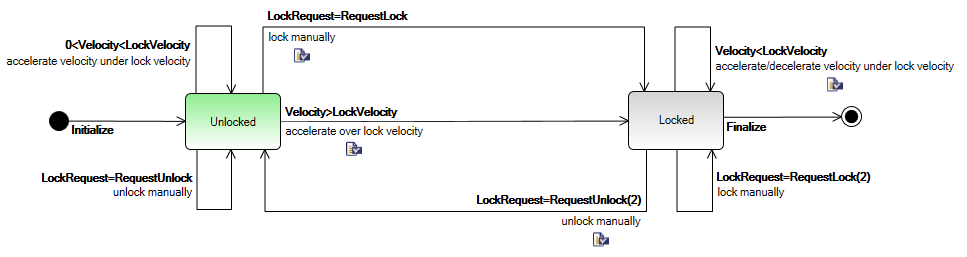 LockRequest=RequestLock
lock manually
0<Velocity<LockVelocity
accelerate velocity under lock velocity
Velocity<LockVelocity
accelerate/decelerate velocity under lock velocity
Initialize
Unlocked
Velocity>LockVelocity
accelerate over lock velocity
Locked
Finalize
LockRequest=RequestUnlock
unlock manually
LockRequest=RequestUnlock(2)
unlock manually
LockRequest=RequestLock(2)
lock manually